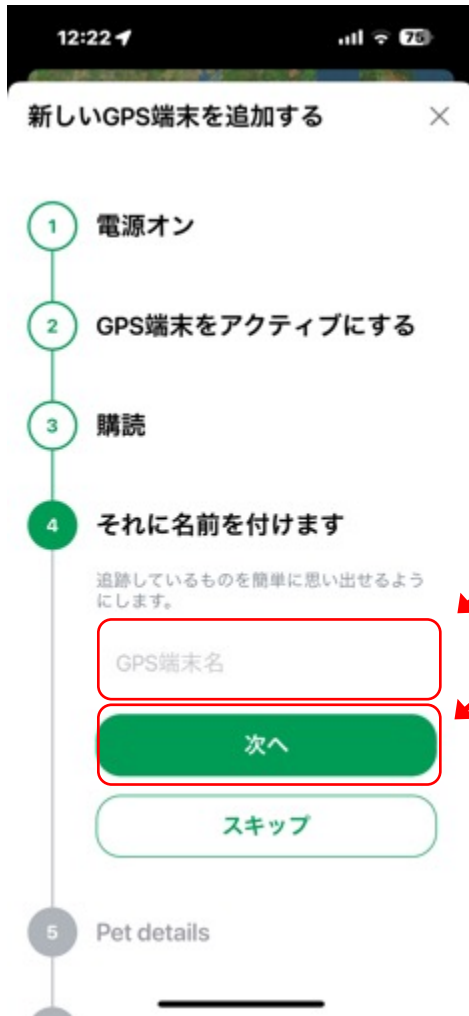 12:22
75
新しいGPS端末を追加する
1
電源オン
2
GPS端末をアクティブにする
3
購読
4
それに名前を付けます
追跡しているものを簡単に思い出せるよう
にします。
GPS端末名
次へ
スキップ
5
Pet details